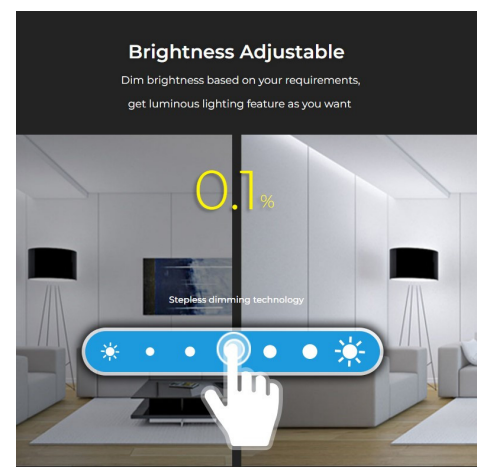 Brightness Adjustable
Dim brightness based on your requirements,
get luminous lighting feature as you want
0.1%
Stepless dimming technology